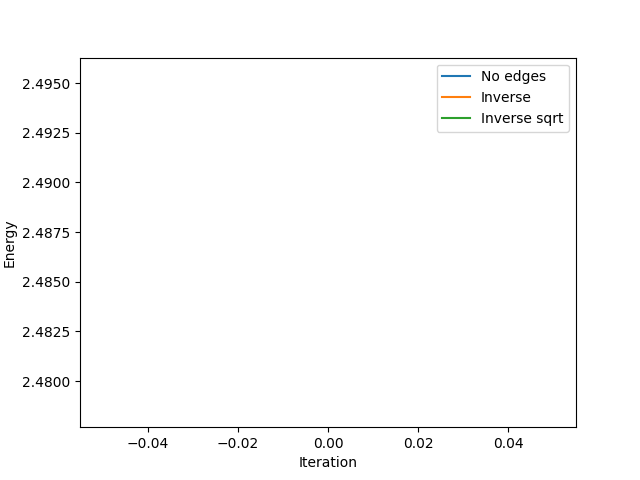 No edges
Inverse
Inverse sqrt
2.4950
2.4925
2.4900
2.4875
2.4850
2.4825
2.4800
Energy
−0.04 −0.02 0.00 0.02 0.04
Iteration